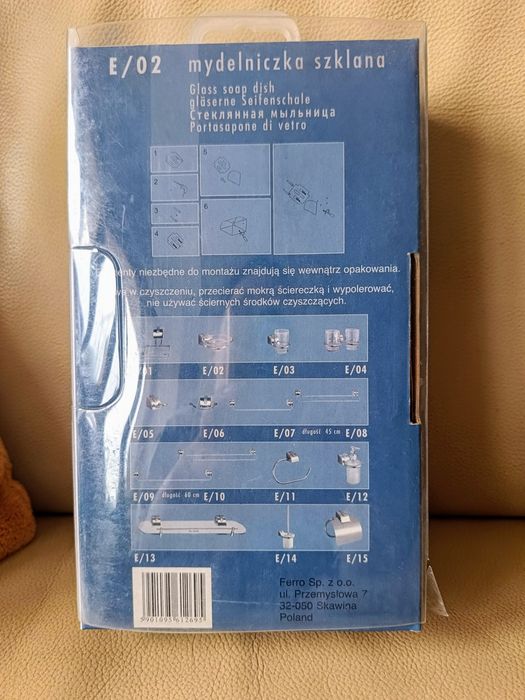 E/02 mydelniczka szklana
Glass soap dish
gläserne Seifenschale
Стеклянная мыльница
Portasapone di vetro
1 5
2
3 6
4
enty niezbędne do montażu znajdują się wewnątrz opakowania.
w czyszczeniu, przecierać mokrą ściereczką i wypolerować,
nie używać ściernych środków czyszczących.
01 E/02 E/03 E/04
E/05 E/06 E/07 długość 45 cm E/08
E/09 długość 60 cm E/10 E/11 E/12
E/13 E/14 E/15
Ferro Sp. z o.o.
ul. Przemysłowa 7
32-050 Skawina
Poland
5901095612695